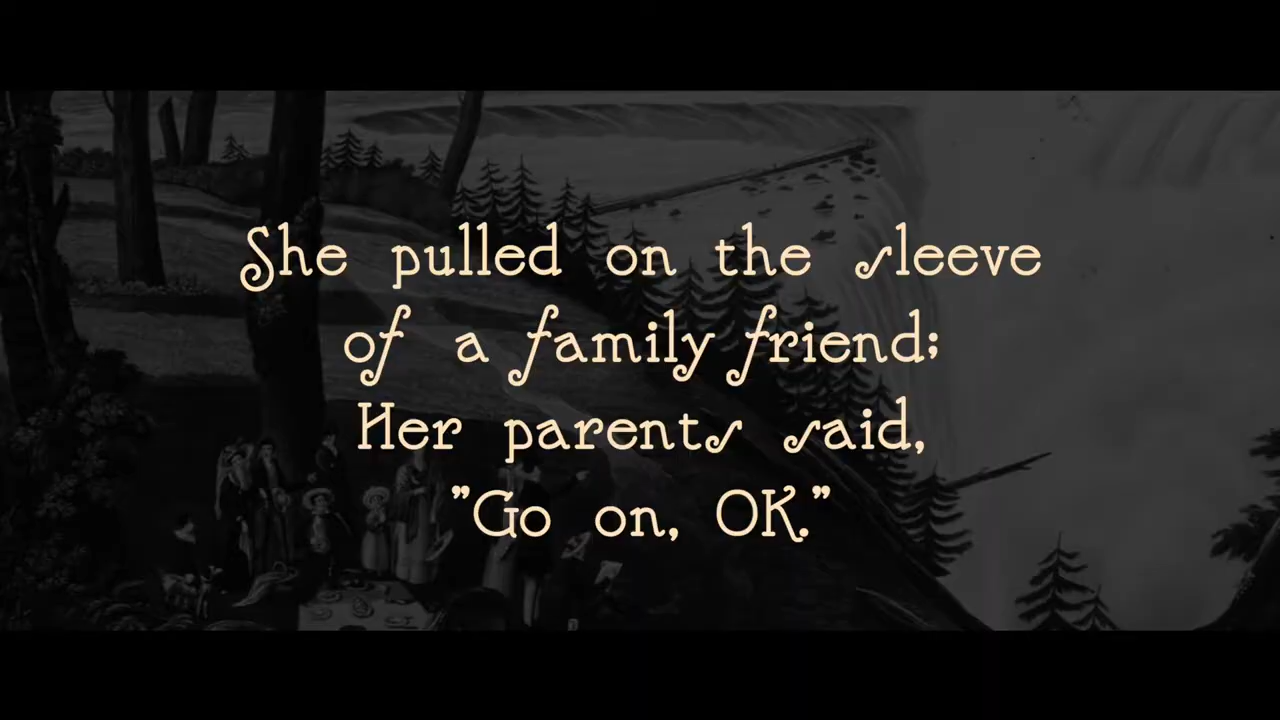 She pulled on the sleeve
of a family friend;
Her parents said,
"Go on, OK."